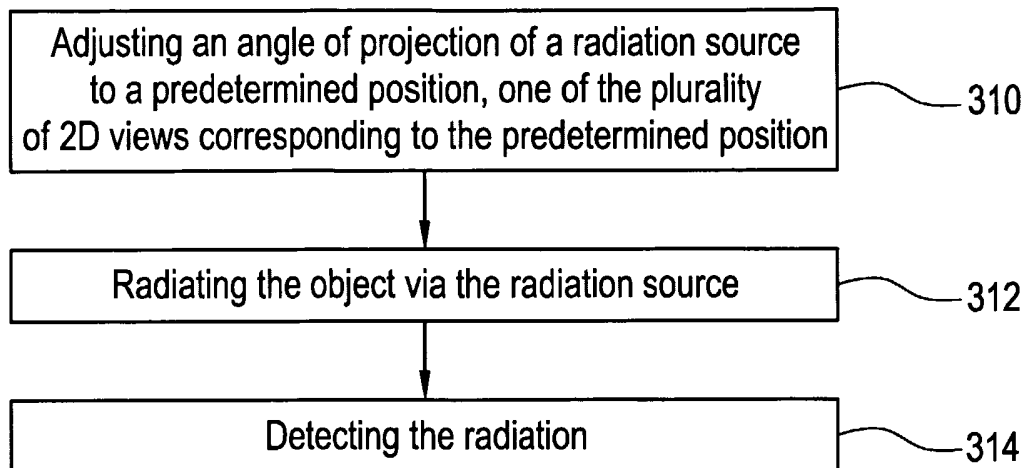 Adjusting an angle of projection of a radiation source
to a predetermined position, one of the plurality
of 2D views corresponding to the predetermined position
310
Radiating the object via the radiation source
312
Detecting the radiation
314